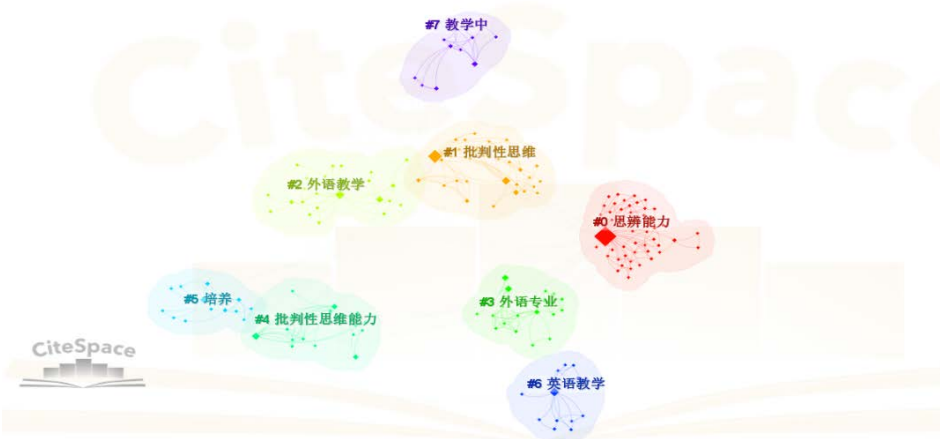 #7 教学中
CiteSpace
#1 批判性思维
#2 外语教学
#0 思辨能力
#5 培养
#3 外语专业
#4 批判性思维能力
CiteSpace
#6 英语教学